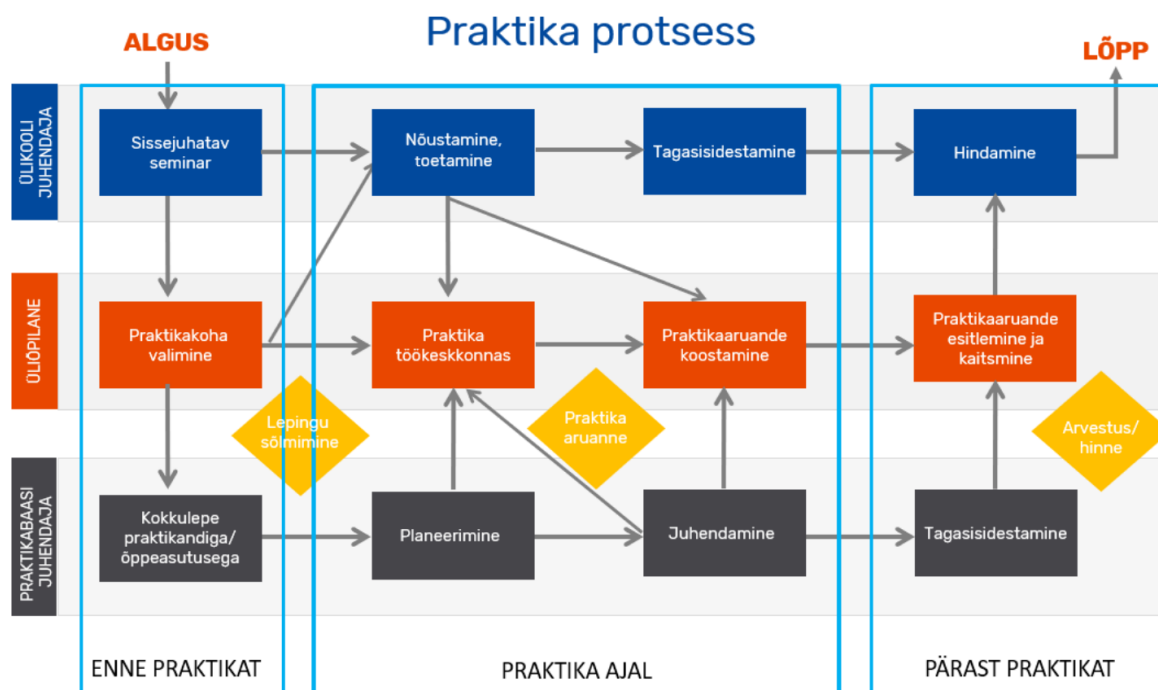 Praktika protsess
ALGUS
LÕPP
ÜLIKOOLI
JUHENDAJA
Sissejuhatav
seminar
Nõustamine,
toetamine
Tagasisidestamine
Hindamine
ÜLIÕPILANE
Praktikakoha
valimine
Praktika
töökeskkonnas
Praktikaaruande
koostamine
Praktikaaruande
esitlemine ja
kaitsmine
Lepingu
sõlmimine
Praktika
aruanne
Arvestus/
hinne
PRAKTIKABAASI
JUHENDAJA
Kokkulepe
praktikandiga/
õppeasutusega
Planeerimine
Juhendamine
Tagasisidestamine
ENNE PRAKTIKAT
PRAKTIKA AJAL
PÄRAST PRAKTIKAT